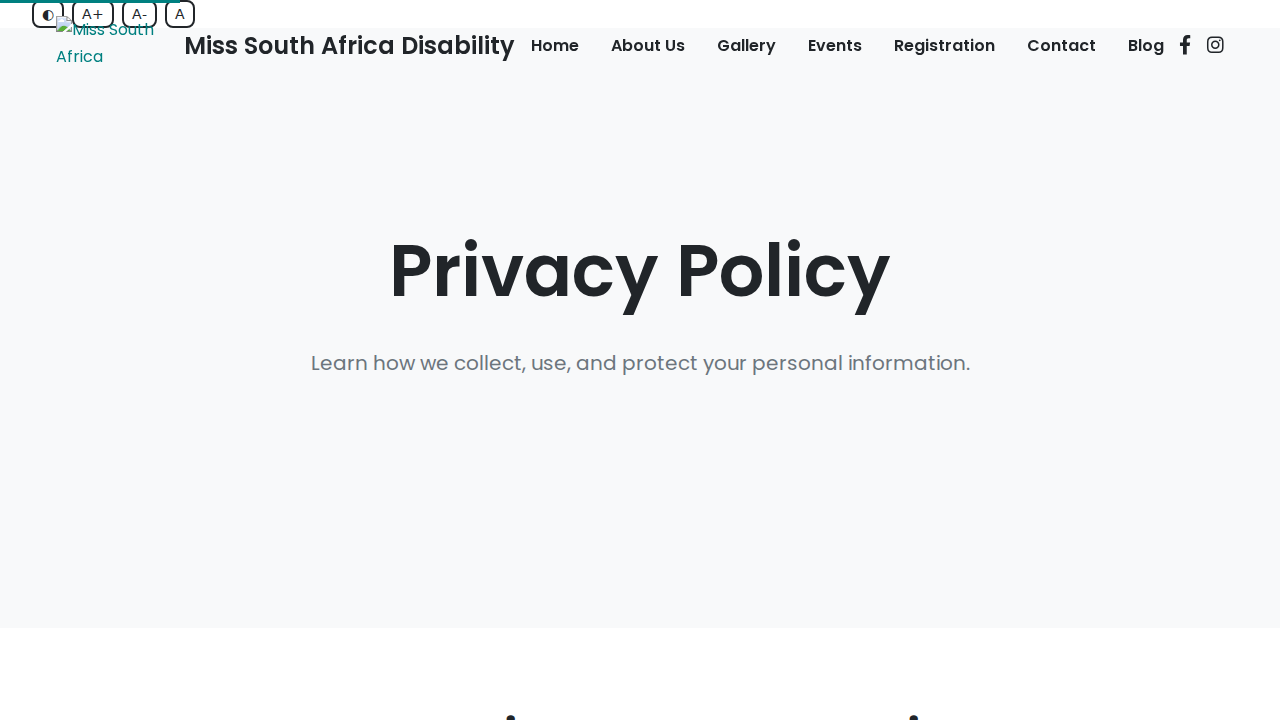 ◐ A+ A- A
Miss South Africa
Miss South Africa Disability Home About Us Gallery Events Registration Contact Blog
Privacy Policy
Learn how we collect, use, and protect your personal information.